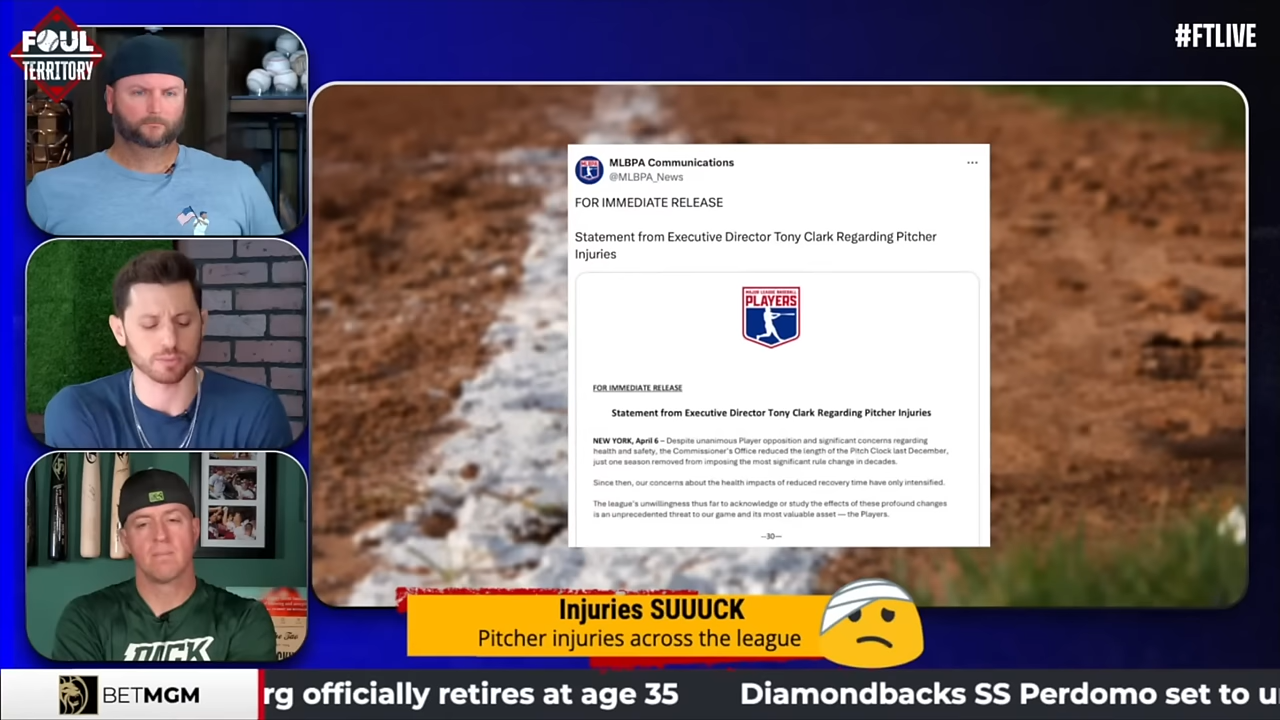 FOUL
TERRITORY
#FTLIVE
MLBPA Communications
@MLBPA_News
FOR IMMEDIATE RELEASE
Statement from Executive Director Tony Clark Regarding Pitcher
Injuries
MAJOR LEAGUE BASEBALL
PLAYERS
FOR IMMEDIATE RELEASE
Statement from Executive Director Tony Clark Regarding Pitcher Injuries
NEW YORK, April 6 – Despite unanimous Player opposition and significant concerns regarding
health and safety, the Commissioner's Office reduced the length of the Pitch Clock last December,
just one season removed from imposing the most significant rule change in decades.
Since then, our concerns about the health impacts of reduced recovery time have only intensified.
The league's unwillingness thus far to acknowledge or study the effects of these profound changes
is an unprecedented threat to our game and its most valuable asset — the Players.
—30—
Injuries SUUUCK
Pitcher injuries across the league
BETMGM
rg officially retires at age 35 Diamondbacks SS Perdomo set to u